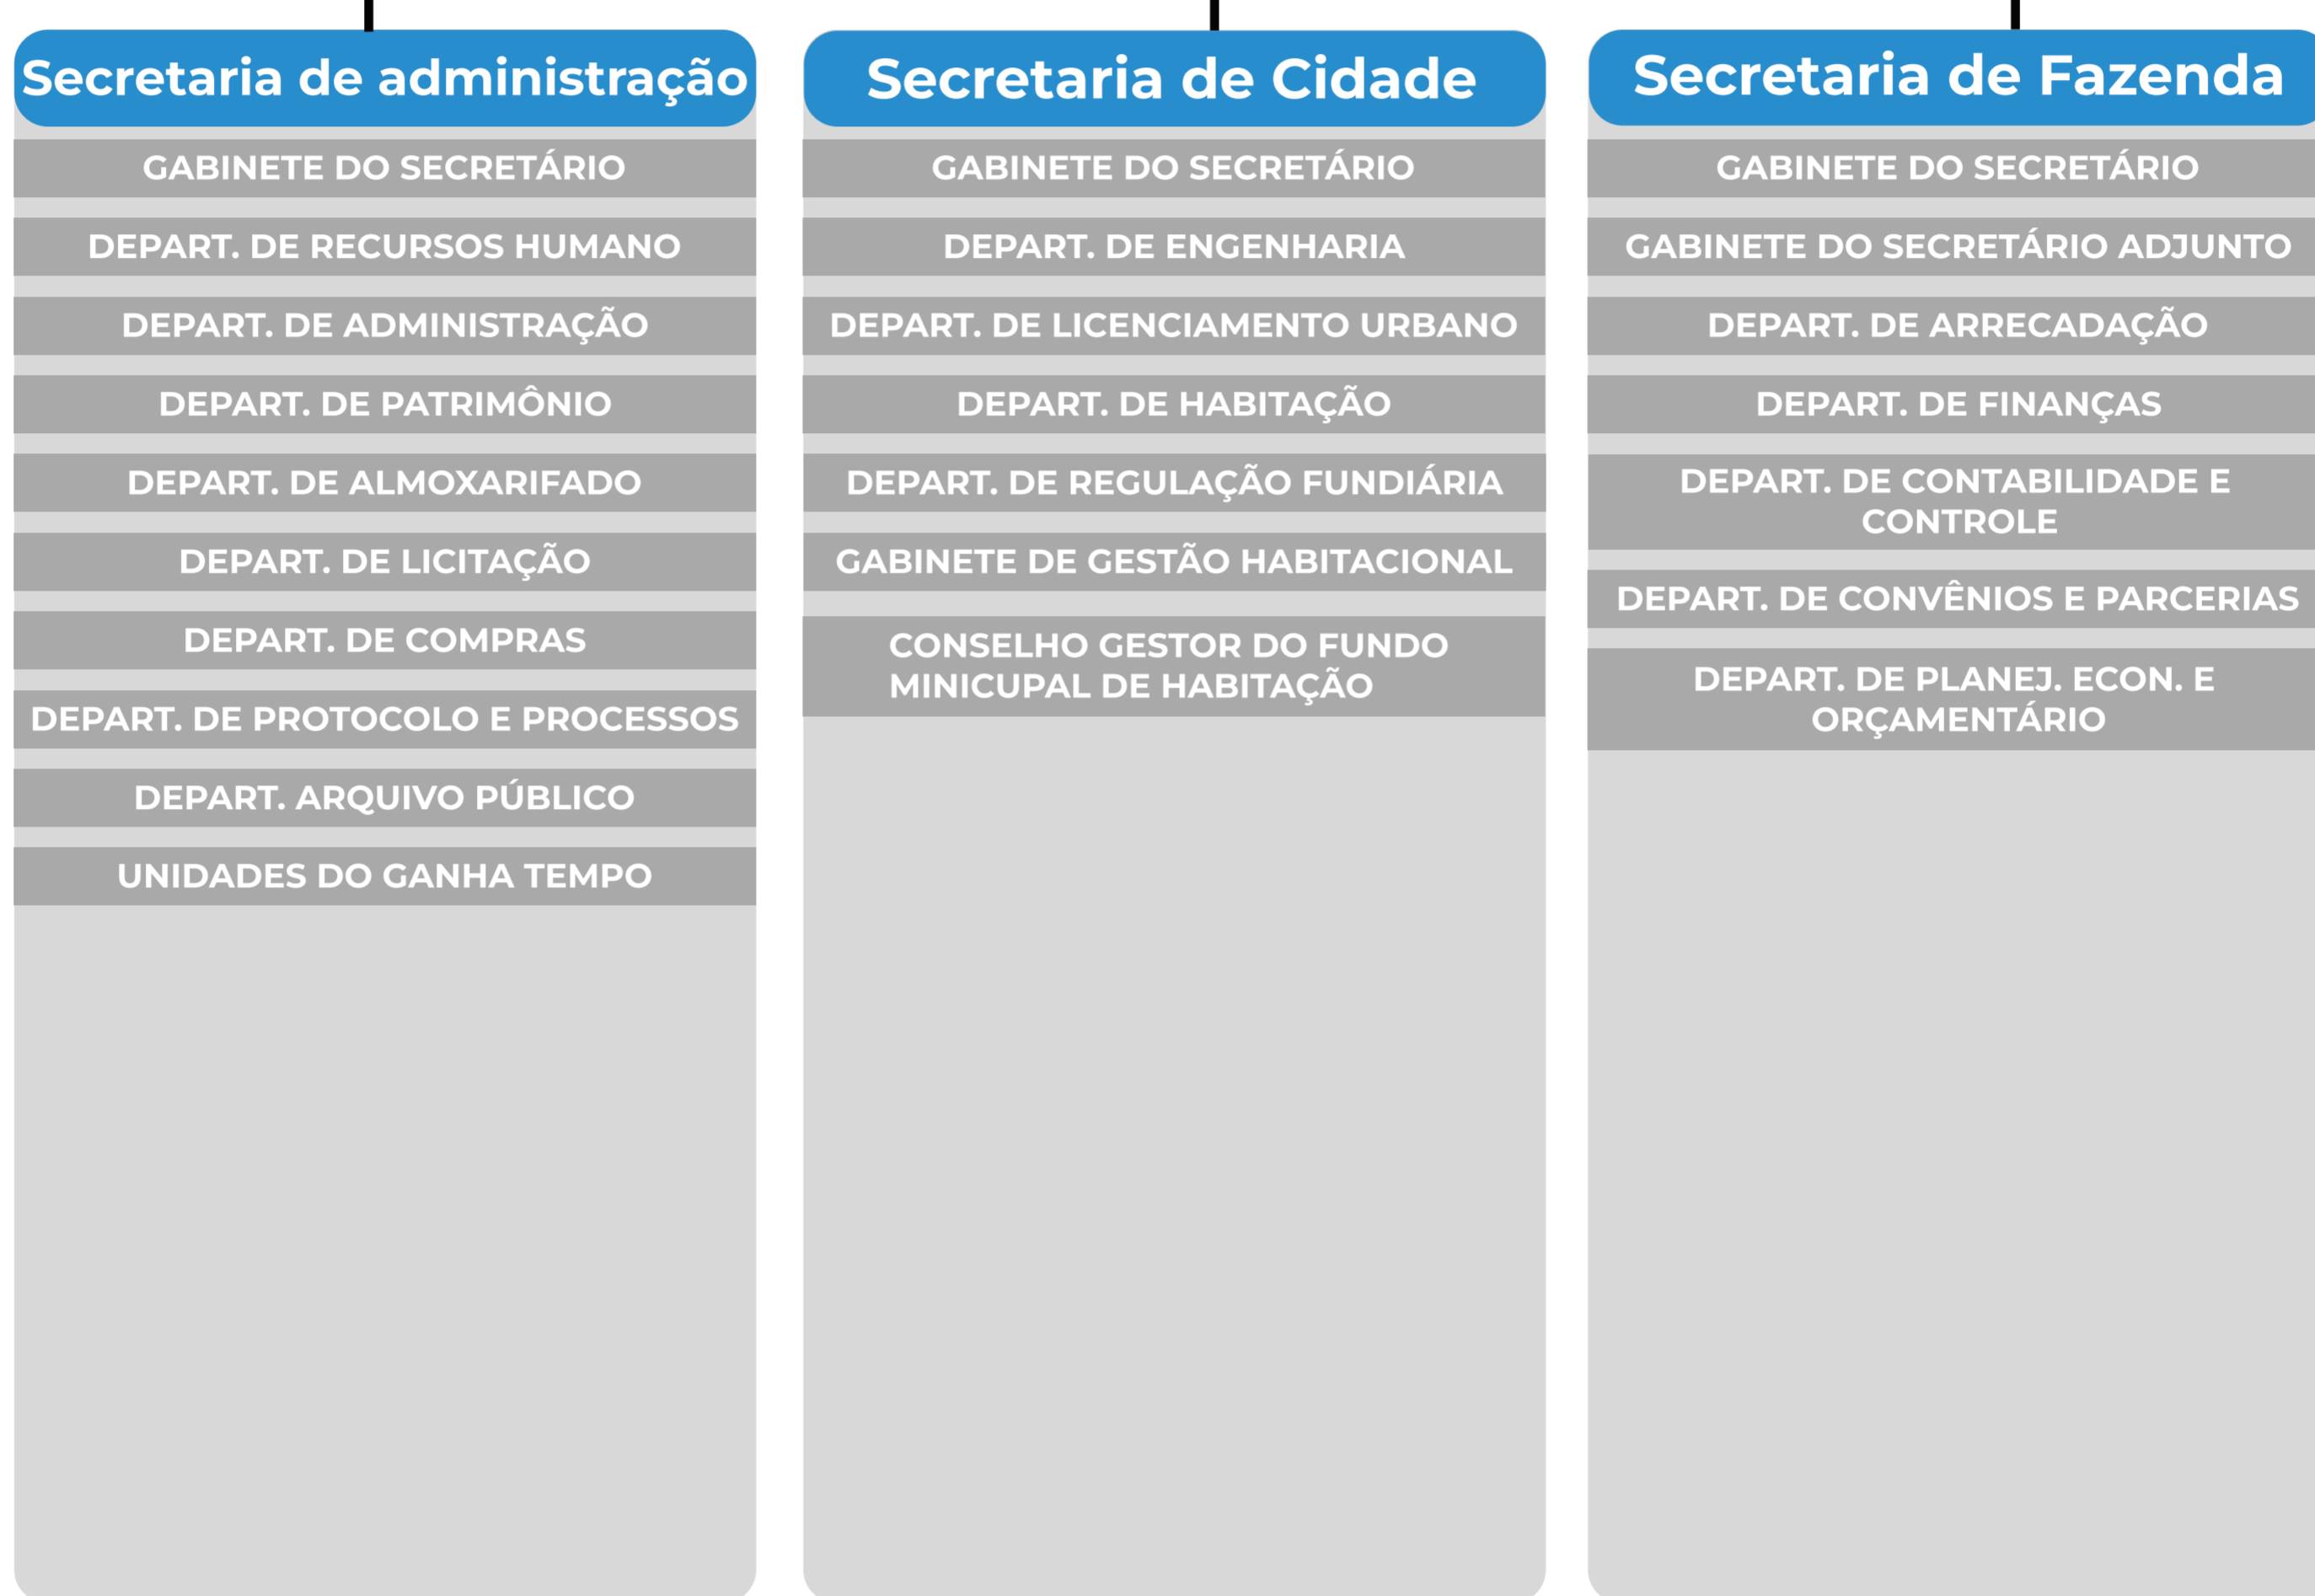 Secretaria de administração
GABINETE DO SECRETÁRIO
DEPART. DE RECURSOS HUMANO
DEPART. DE ADMINISTRAÇÃO
DEPART. DE PATRIMÔNIO
DEPART. DE ALMOXARIFADO
DEPART. DE LICITAÇÃO
DEPART. DE COMPRAS
DEPART. DE PROTOCOLO E PROCESSOS
DEPART. ARQUIVO PÚBLICO
UNIDADES DO GANHA TEMPO
Secretaria de Cidade
GABINETE DO SECRETÁRIO
DEPART. DE ENGENHARIA
DEPART. DE LICENCIAMENTO URBANO
DEPART. DE HABITAÇÃO
DEPART. DE REGULAÇÃO FUNDIÁRIA
GABINETE DE GESTÃO HABITACIONAL
CONSELHO GESTOR DO FUNDO
MINICUPAL DE HABITAÇÃO
Secretaria de Fazenda
GABINETE DO SECRETÁRIO
GABINETE DO SECRETÁRIO ADJUNTO
DEPART. DE ARRECADAÇÃO
DEPART. DE FINANÇAS
DEPART. DE CONTABILIDADE E
CONTROLE
DEPART. DE CONVÊNIOS E PARCERIAS
DEPART. DE PLANEJ. ECON. E
ORÇAMENTÁRIO